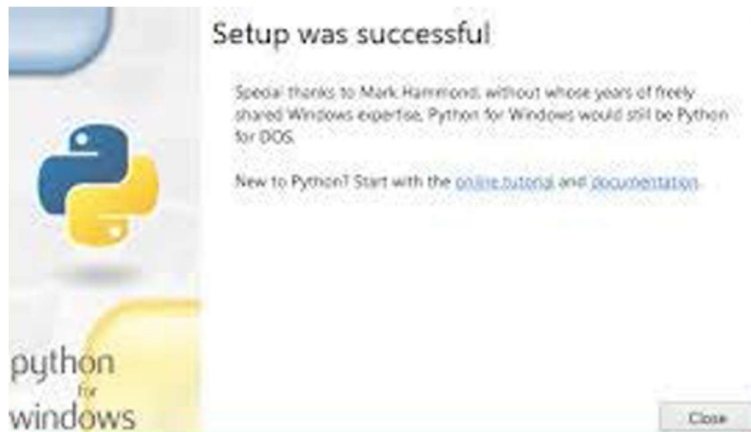 Setup was successful
Special thanks to Mark Hammond, without whose years of freely
shared Windows expertise, Python for Windows would still be Python
for DOS.
New to Python? Start with the online tutorial and documentation.
python
for
windows
Close